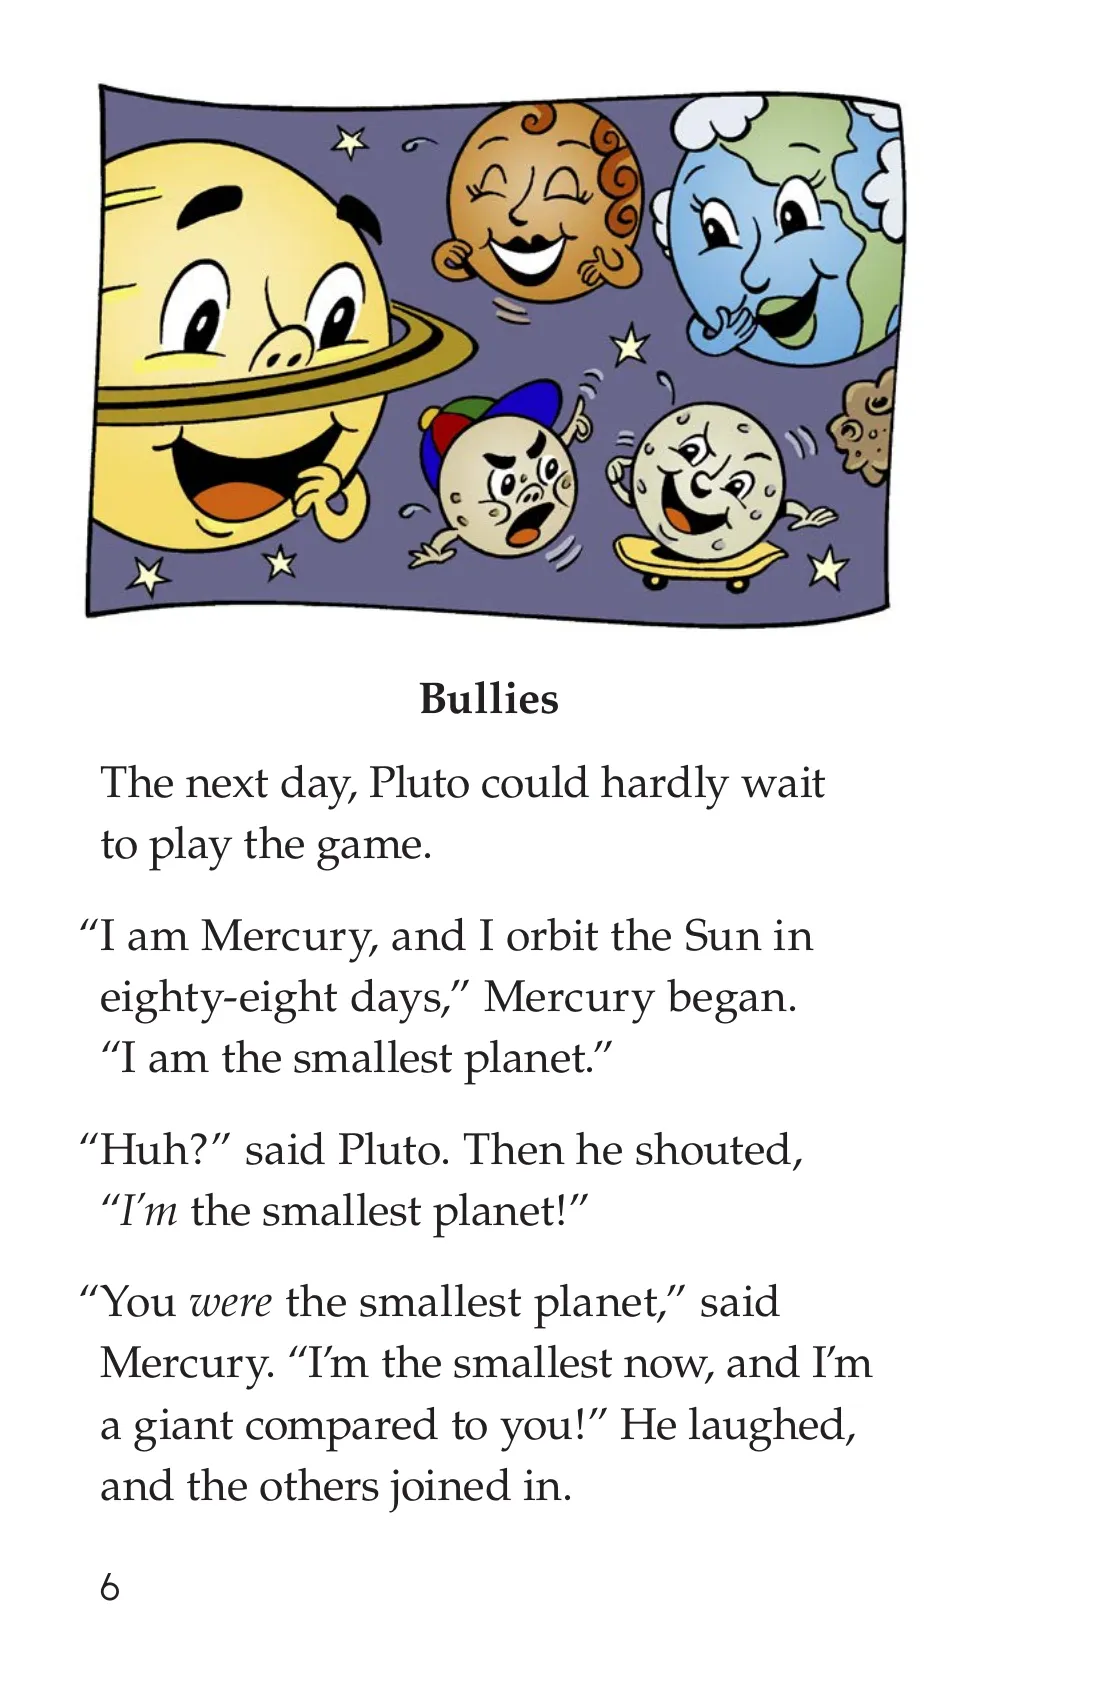 Bullies
The next day, Pluto could hardly wait
to play the game.
“I am Mercury, and I orbit the Sun in
eighty-eight days,” Mercury began.
“I am the smallest planet.”
“Huh?” said Pluto. Then he shouted,
“I’m the smallest planet!”
“You were the smallest planet,” said
Mercury. “I’m the smallest now, and I’m
a giant compared to you!” He laughed,
and the others joined in.
6